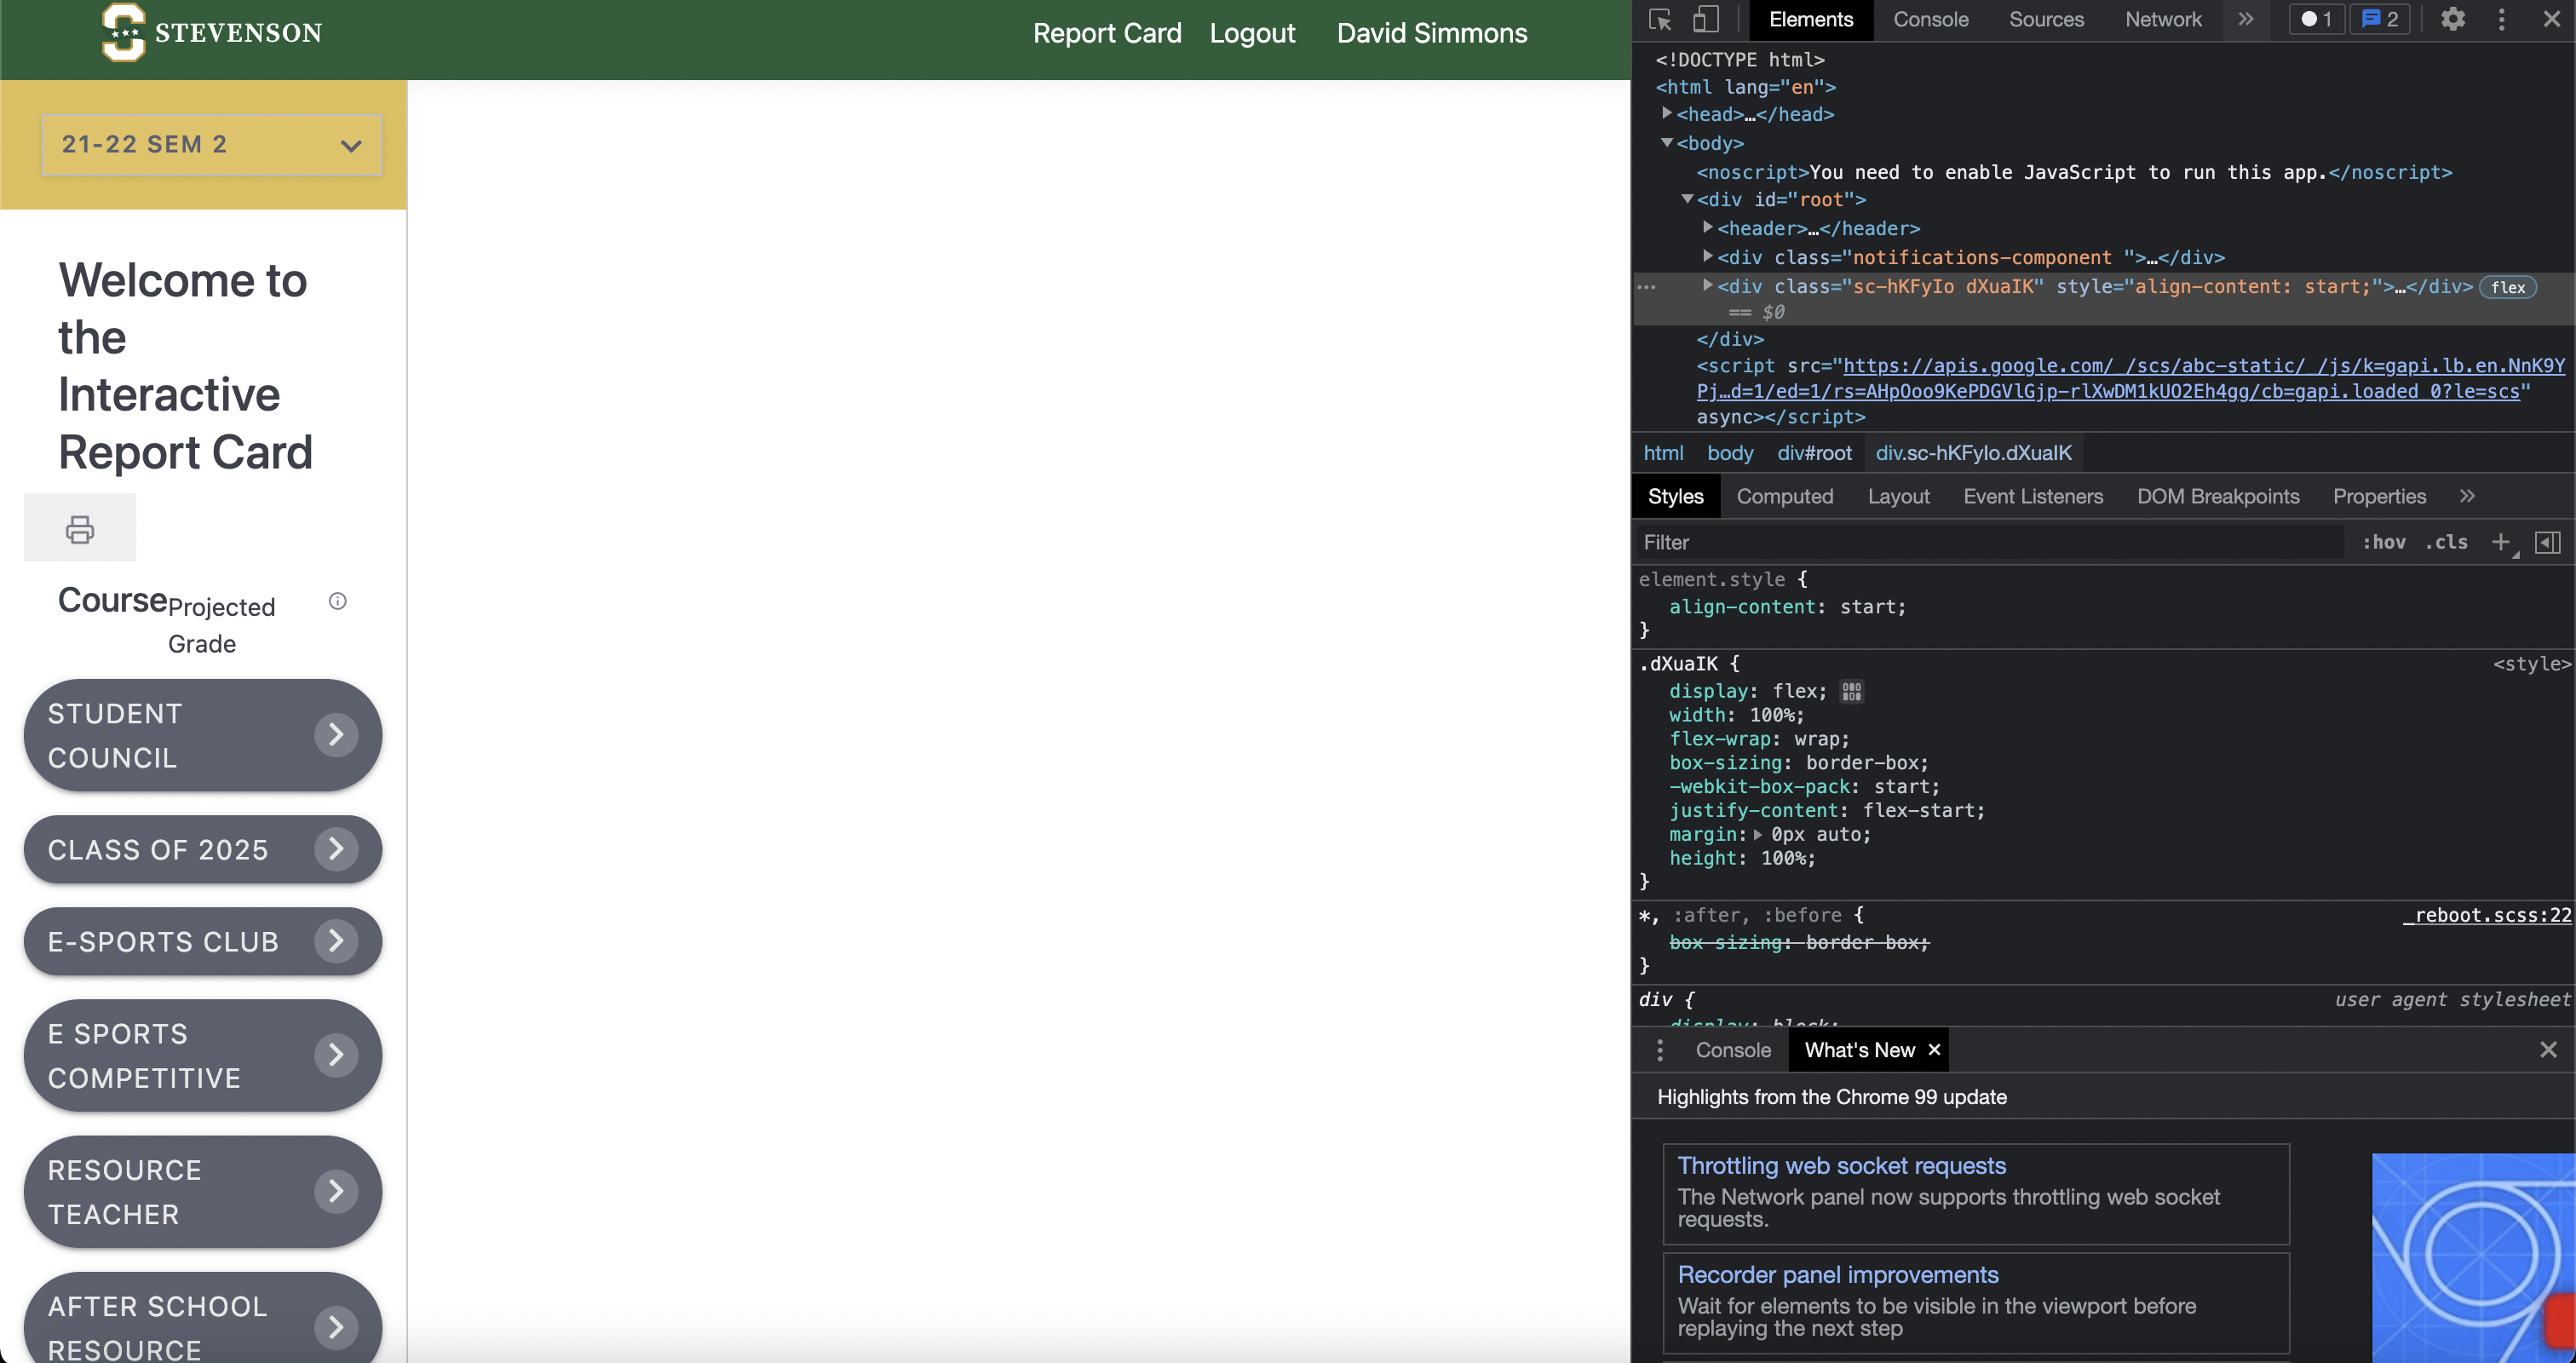 STEVENSON
Report Card Logout David Simmons
21-22 SEM 2
Welcome to
the
Interactive
Report Card
Course Projected
Grade
STUDENT
COUNCIL
CLASS OF 2025
E-SPORTS CLUB
E SPORTS
COMPETITIVE
RESOURCE
TEACHER
AFTER SCHOOL
RESOURCE
Elements Console Sources Network » 1 2
<!DOCTYPE html>
<html lang="en">
<head>…</head>
<body>
<noscript>You need to enable JavaScript to run this app.</noscript>
<div id="root">
<header>…</header>
<div class="notifications-component ">…</div>
<div class="sc-hKFyIo dXuaIK" style="align-content: start;">…</div> flex
== $0
</div>
<script src="https://apis.google.com/_/scs/abc-static/_/js/k=gapi.lb.en.NnK9Y
Pj…d=1/ed=1/rs=AHpOoo9KePDGVlGjp-rlXwDM1kUO2Eh4gg/cb=gapi.loaded_0?le=scs"
async></script>
html body div#root div.sc-hKFyIo.dXuaIK
Styles Computed Layout Event Listeners DOM Breakpoints Properties »
Filter :hov .cls +
element.style {
align-content: start;
}
.dXuaIK { <style>
display: flex;
width: 100%;
flex-wrap: wrap;
box-sizing: border-box;
-webkit-box-pack: start;
justify-content: flex-start;
margin: 0px auto;
height: 100%;
}
*, :after, :before { _reboot.scss:22
box-sizing: border-box;
}
div { user agent stylesheet
display: block;
Console What's New ×
Highlights from the Chrome 99 update
Throttling web socket requests
The Network panel now supports throttling web socket
requests.
Recorder panel improvements
Wait for elements to be visible in the viewport before
replaying the next step